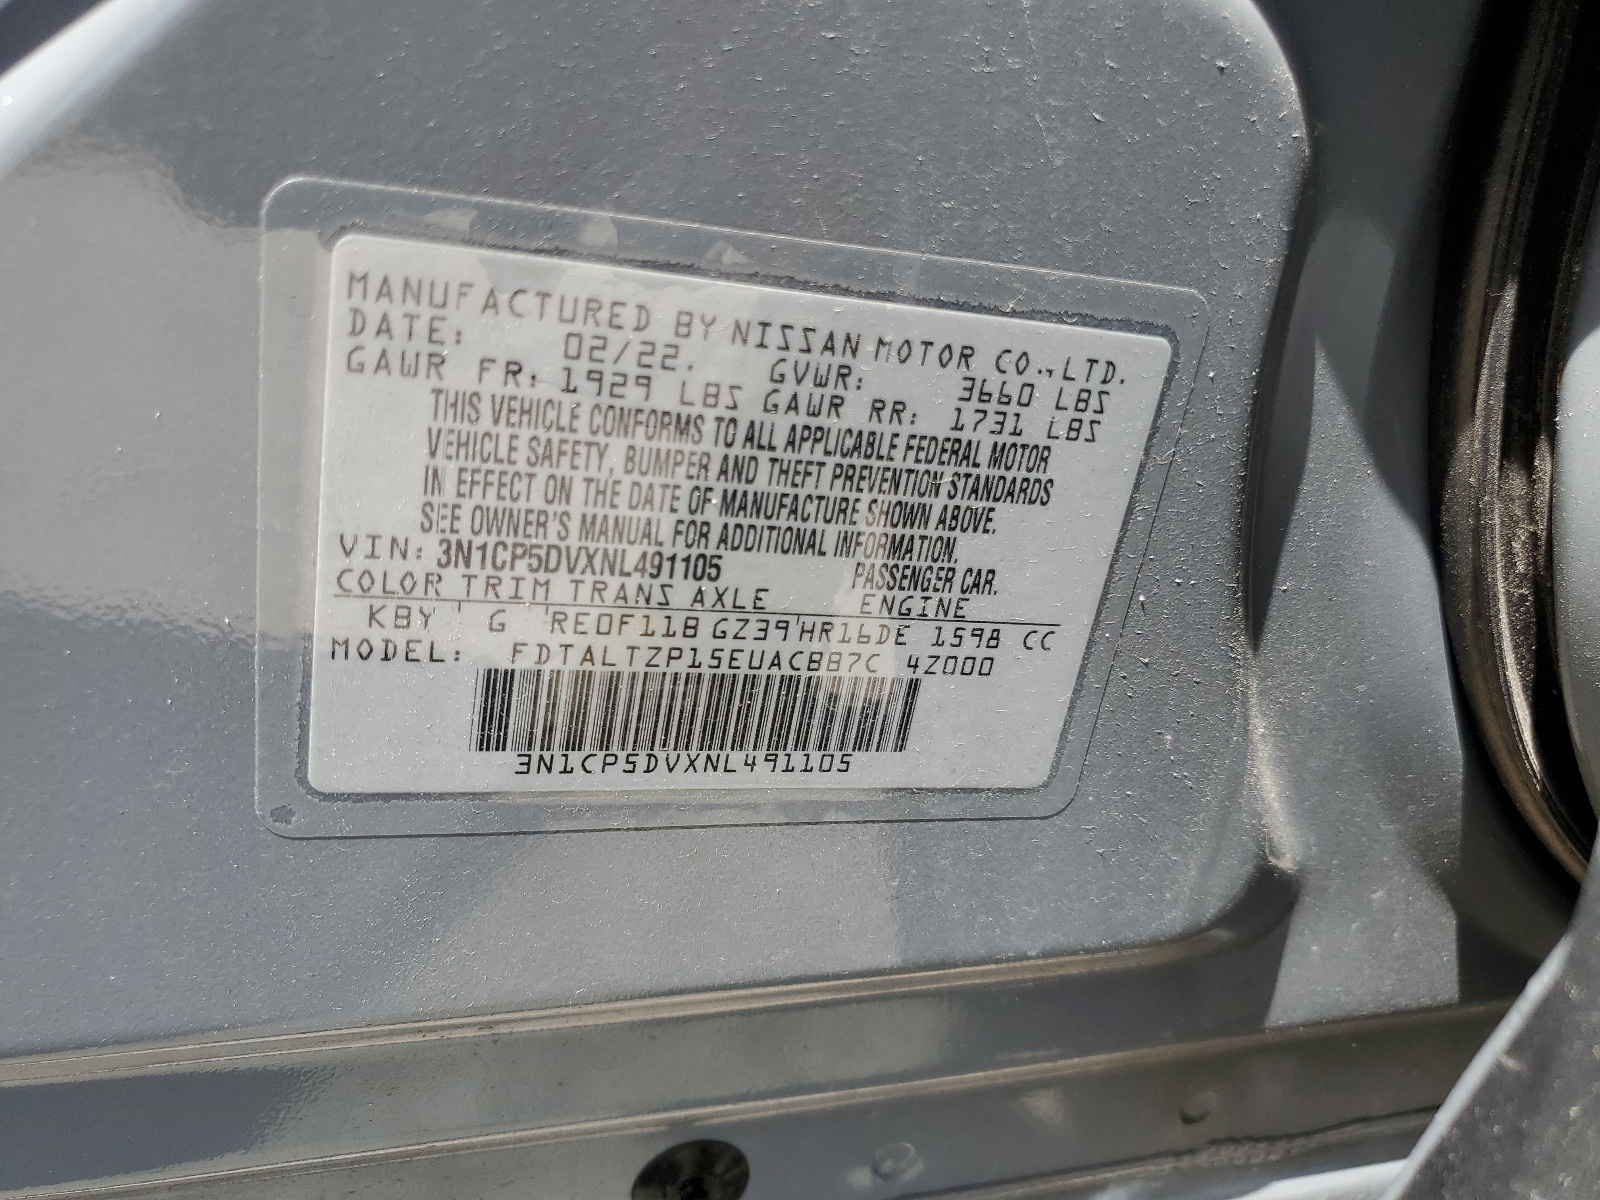 MANUFACTURED BY NISSAN MOTOR CO., LTD.
DATE: 02/22. GVWR: 3660 LBS
GAWR FR: 1929 LBS GAWR RR: 1731 LBS
THIS VEHICLE CONFORMS TO ALL APPLICABLE FEDERAL MOTOR
VEHICLE SAFETY, BUMPER AND THEFT PREVENTION STANDARDS
IN EFFECT ON THE DATE OF MANUFACTURE SHOWN ABOVE.
SEE OWNER'S MANUAL FOR ADDITIONAL INFORMATION.
VIN: 3N1CP5DVXNL491105 PASSENGER CAR.
COLOR TRIM TRANS AXLE ENGINE
KBY G RE0F11B GZ39 HR16DE 1598 CC
MODEL: FDTALTZP15EUACBB7C 4Z000
3N1CP5DVXNL491105